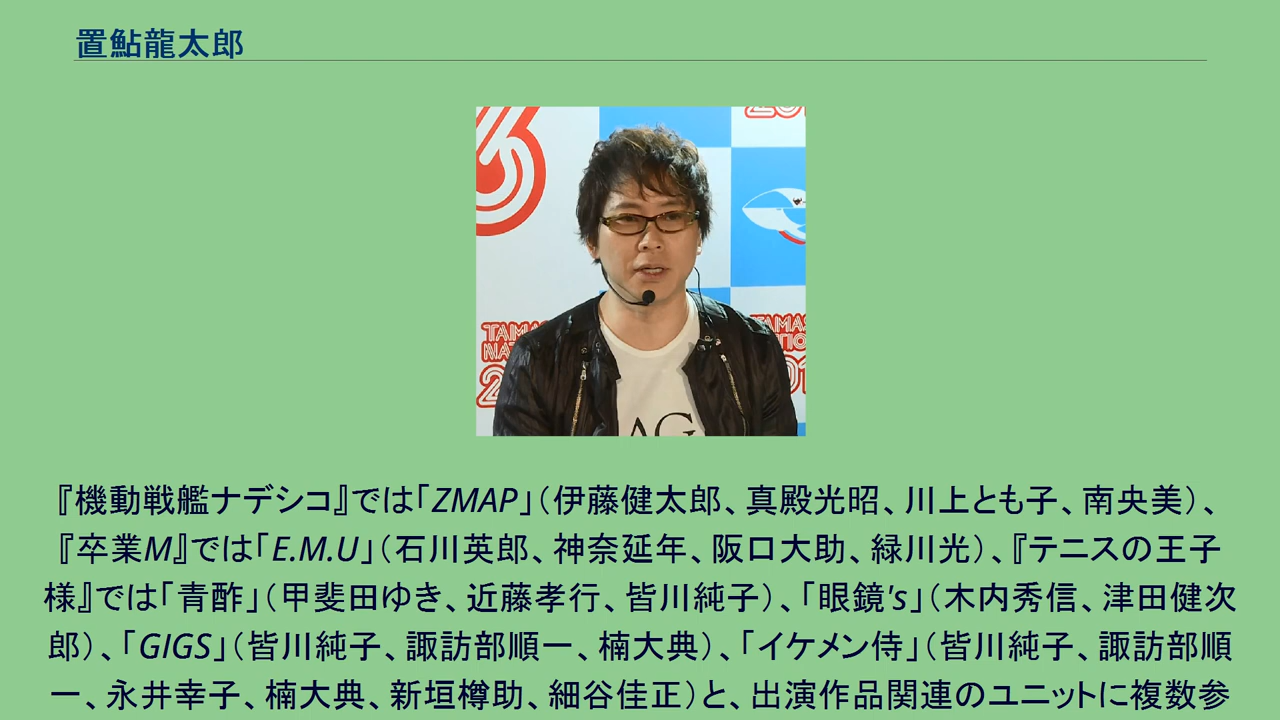 置鮎龍太郎
TAMAS
NATI
AG
『機動戦艦ナデシコ』では「ZMAP」（伊藤健太郎、真殿光昭、川上とも子、南央美）、
『卒業M』では「E.M.U」（石川英郎、神奈延年、阪口大助、緑川光）、『テニスの王子
様』では「青酢」（甲斐田ゆき、近藤孝行、皆川純子）、「眼鏡's」（木内秀信、津田健次
郎）、「GIGS」（皆川純子、諏訪部順一、楠大典）、「イケメン侍」（皆川純子、諏訪部順
一、永井幸子、楠大典、新垣樽助、細谷佳正）と、出演作品関連のユニットに複数参